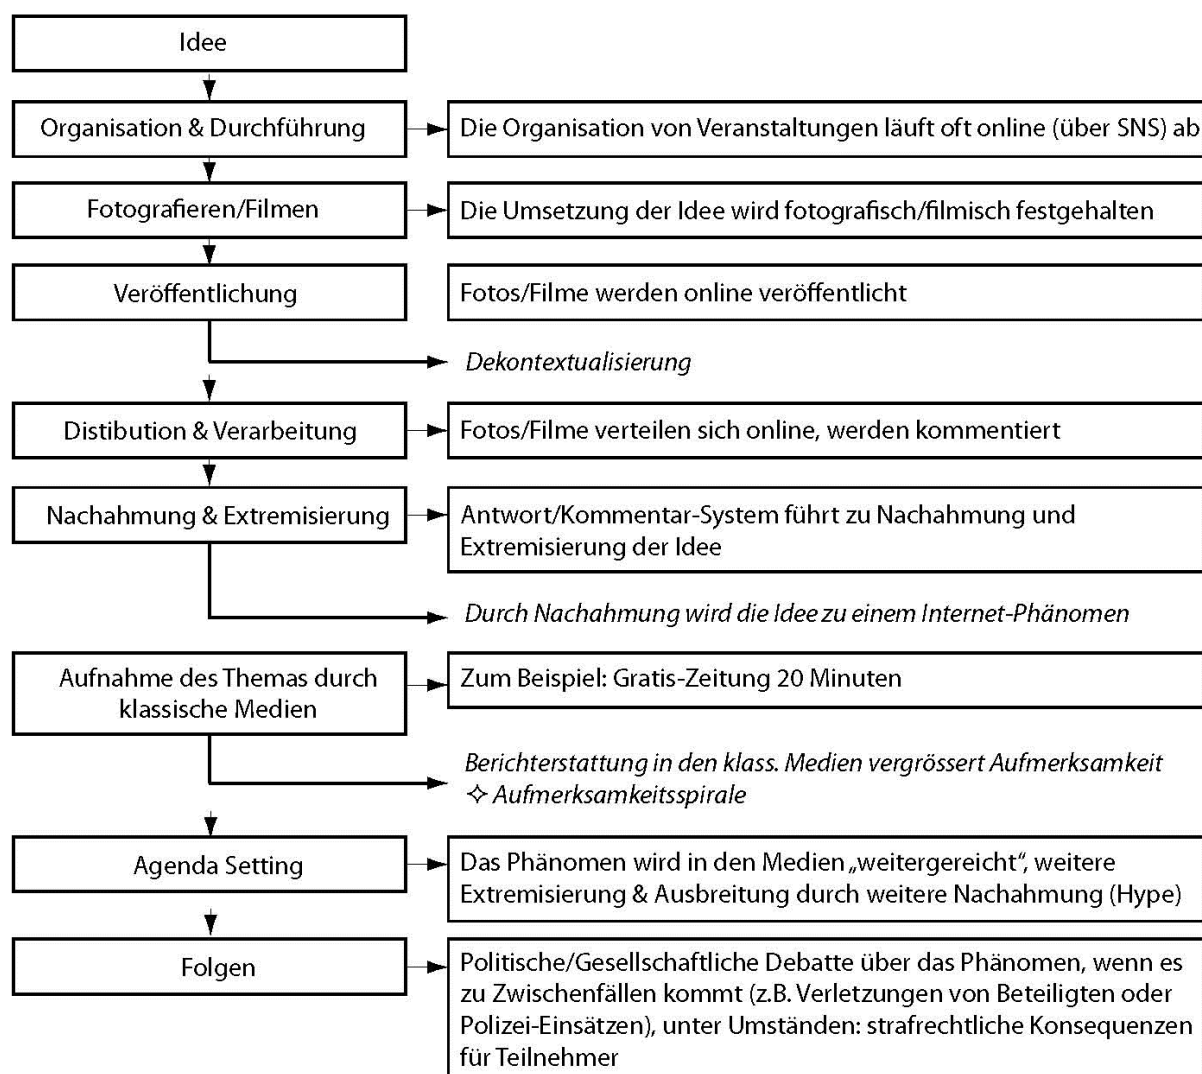 Idee
Organisation & Durchführung
Die Organisation von Veranstaltungen läuft oft online (über SNS) ab
Fotografieren/Filmen
Die Umsetzung der Idee wird fotografisch/filmisch festgehalten
Veröffentlichung
Fotos/Filme werden online veröffentlicht
Dekontextualisierung
Distibution & Verarbeitung
Fotos/Filme verteilen sich online, werden kommentiert
Nachahmung & Extremisierung
Antwort/Kommentar-System führt zu Nachahmung und
Extremisierung der Idee
Durch Nachahmung wird die Idee zu einem Internet-Phänomen
Aufnahme des Themas durch
klassische Medien
Zum Beispiel: Gratis-Zeitung 20 Minuten
Berichterstattung in den klass. Medien vergrössert Aufmerksamkeit
✧ Aufmerksamkeitsspirale
Agenda Setting
Das Phänomen wird in den Medien „weitergereicht“, weitere
Extremisierung & Ausbreitung durch weitere Nachahmung (Hype)
Folgen
Politische/Gesellschaftliche Debatte über das Phänomen, wenn es
zu Zwischenfällen kommt (z.B. Verletzungen von Beteiligten oder
Polizei-Einsätzen), unter Umständen: strafrechtliche Konsequenzen
für Teilnehmer